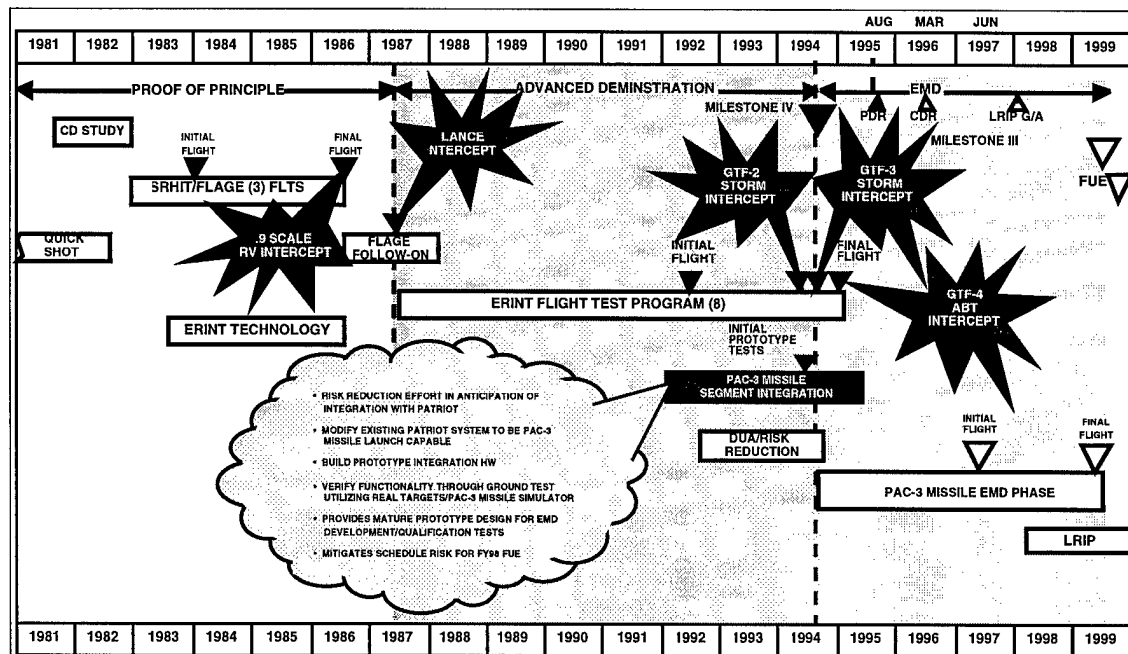 AUG MAR JUN
1981 1982 1983 1984 1985 1986 1987 1988 1989 1990 1991 1992 1993 1994 1995 1996 1997 1998 1999
PROOF OF PRINCIPLE
ADVANCED DEMINSTRATION
EMD
MILESTONE IV
PDR
CDR
LRIP G/A
MILESTONE III
CD STUDY
INITIAL
FLIGHT
FINAL
FLIGHT
LANCE
INTERCEPT
GTF-2
STORM
INTERCEPT
GTF-3
STORM
INTERCEPT
FUE
SRHIT/FLAGE (3) FLTS
.9 SCALE
RV INTERCEPT
QUICK
SHOT
FLAGE
FOLLOW-ON
INITIAL
FLIGHT
FINAL
FLIGHT
ERINT FLIGHT TEST PROGRAM (8)
GTF-4
ABT
INTERCEPT
ERINT TECHNOLOGY
INITIAL
PROTOTYPE
TESTS
PAC-3 MISSILE
SEGMENT INTEGRATION
• RISK REDUCTION EFFORT IN ANTICIPATION OF
INTEGRATION WITH PATRIOT
• MODIFY EXISTING PATRIOT SYSTEM TO BE PAC-3
MISSILE LAUNCH CAPABLE
• BUILD PROTOTYPE INTEGRATION HW
• VERIFY FUNCTIONALITY THROUGH GROUND TEST
UTILIZING REAL TARGETS/PAC-3 MISSILE SIMULATOR
• PROVIDES MATURE PROTOTYPE DESIGN FOR EMD
DEVELOPMENT/QUALIFICATION TESTS
• MITIGATES SCHEDULE RISK FOR FY98 FUE
DUA/RISK
REDUCTION
INITIAL
FLIGHT
FINAL
FLIGHT
PAC-3 MISSILE EMD PHASE
LRIP
1981 1982 1983 1984 1985 1986 1987 1988 1989 1990 1991 1992 1993 1994 1995 1996 1997 1998 1999